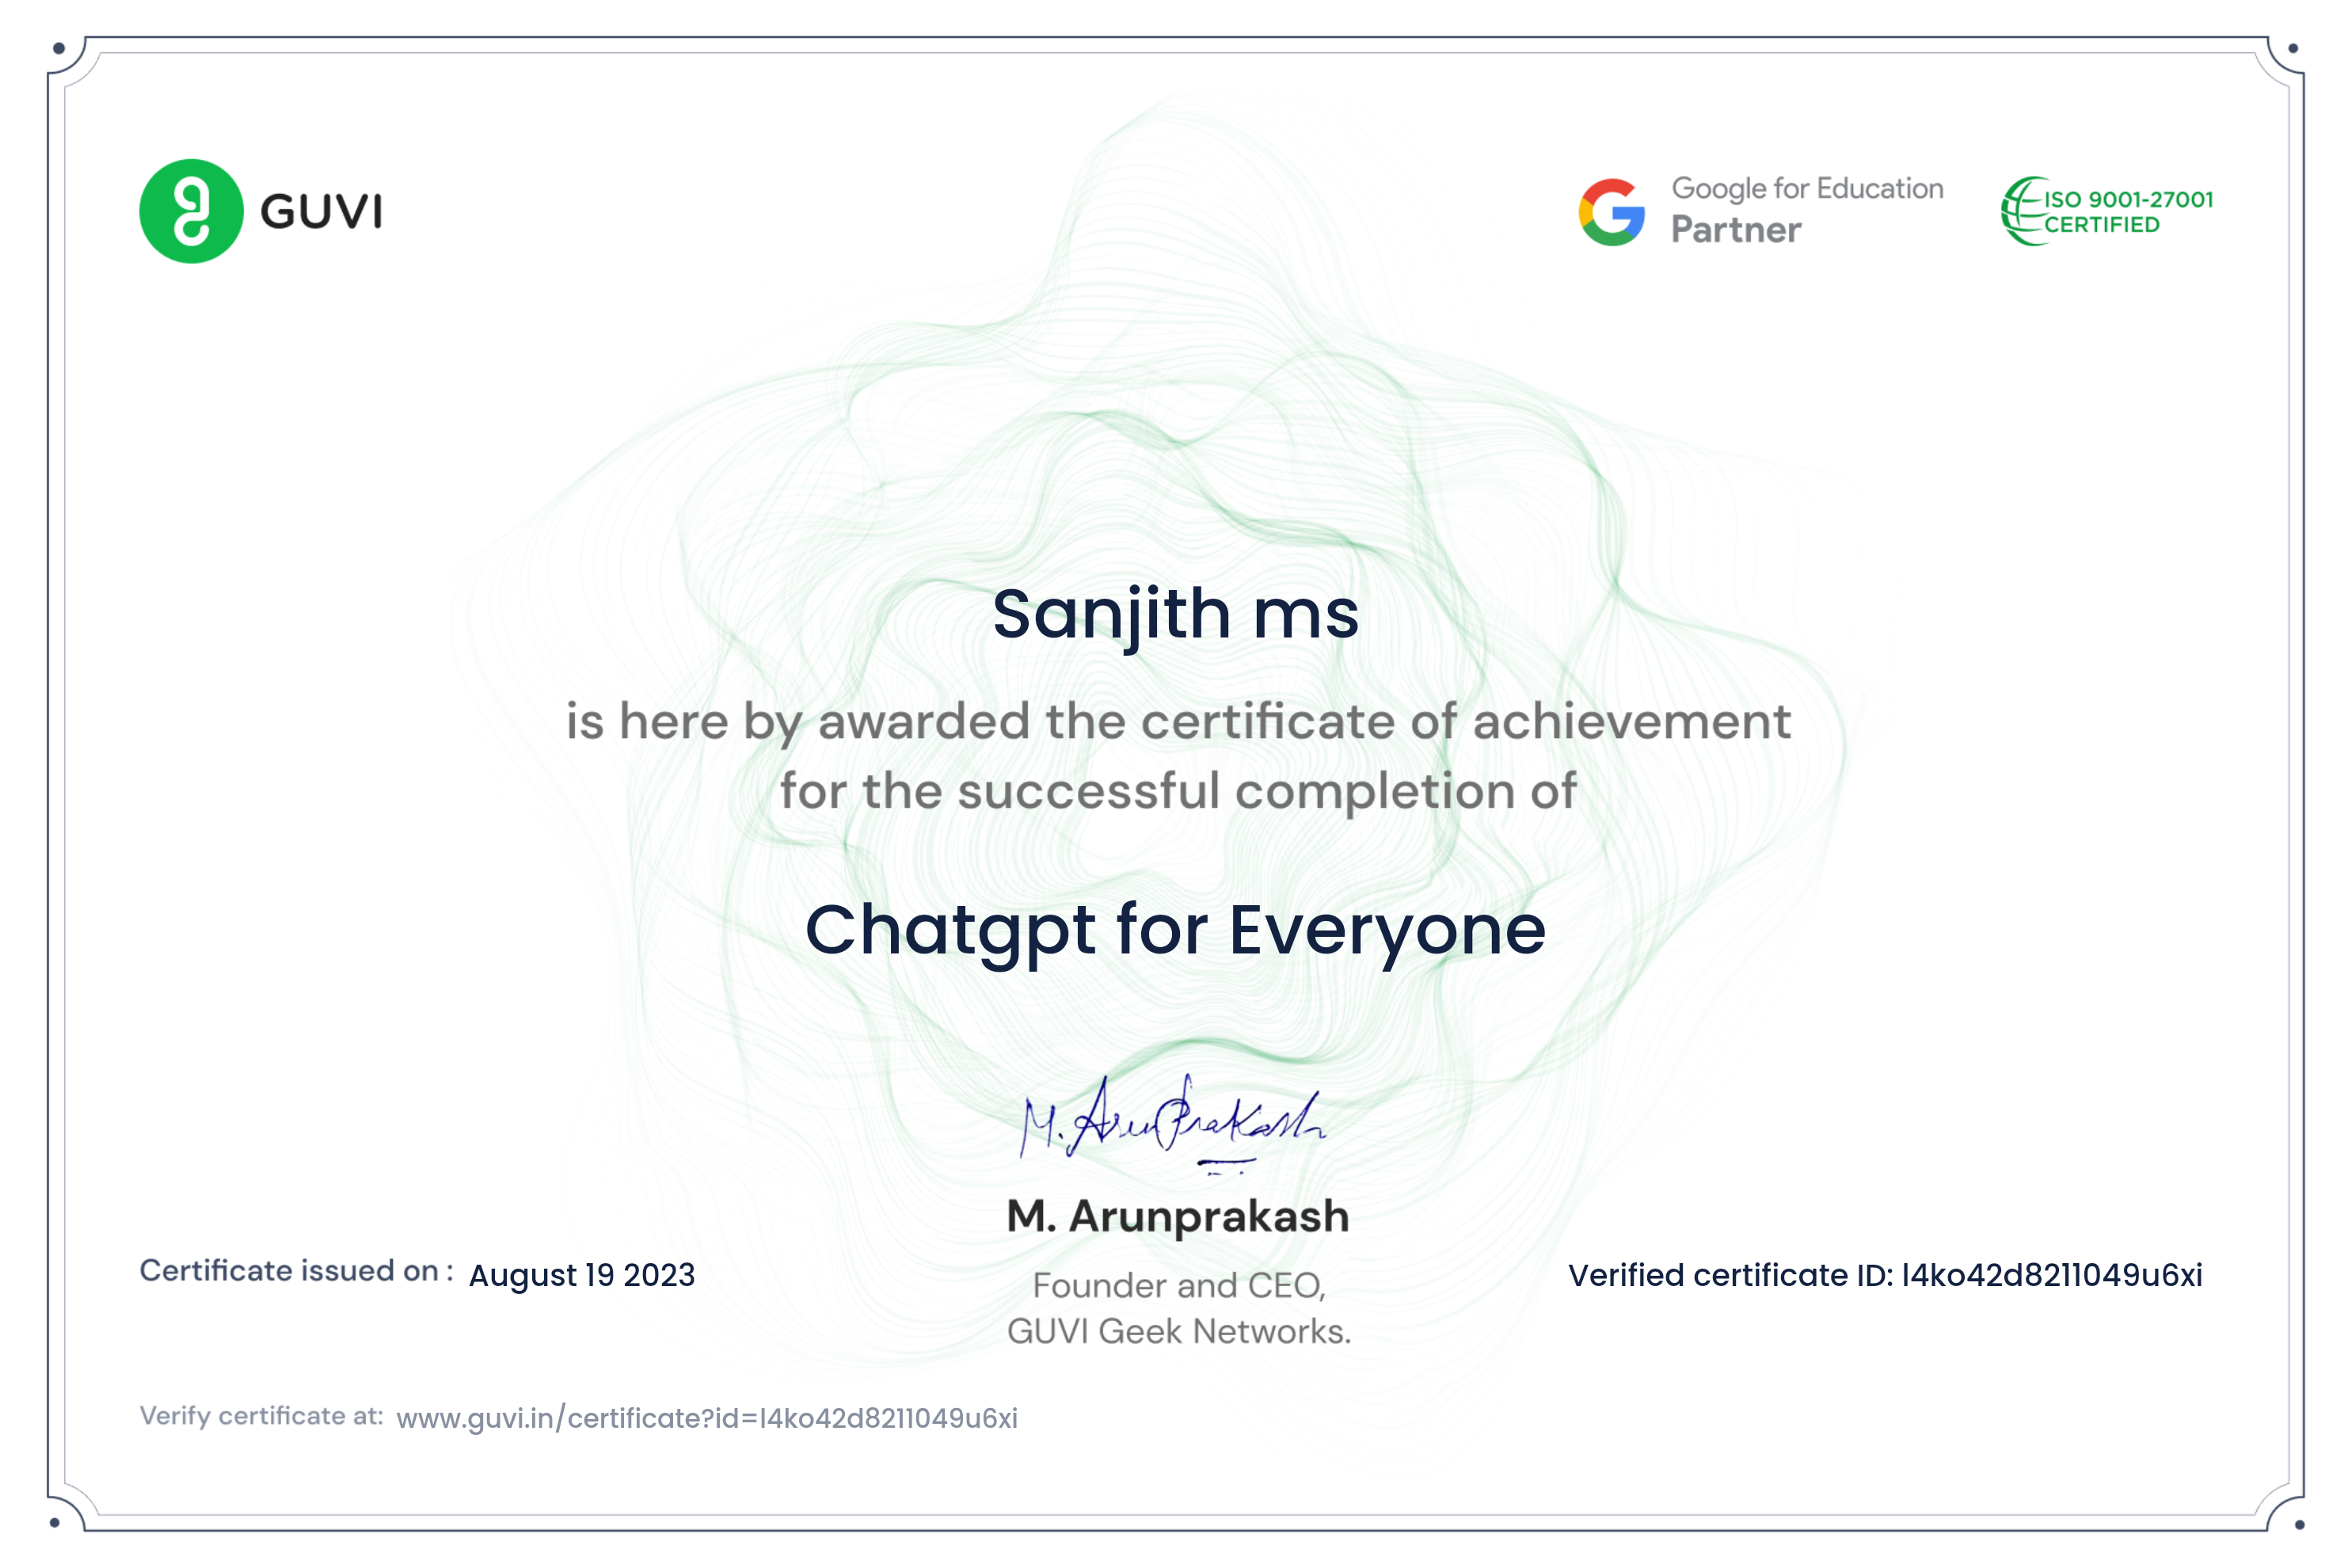 GUVI
Google for Education
Partner
ISO 9001-27001
CERTIFIED
Sanjith ms
is here by awarded the certificate of achievement
for the successful completion of
Chatgpt for Everyone
M. Arunprakash
M. Arunprakash
Founder and CEO,
GUVI Geek Networks.
Certificate issued on : August 19 2023
Verified certificate ID: l4ko42d8211049u6xi
Verify certificate at: www.guvi.in/certificate?id=l4ko42d8211049u6xi